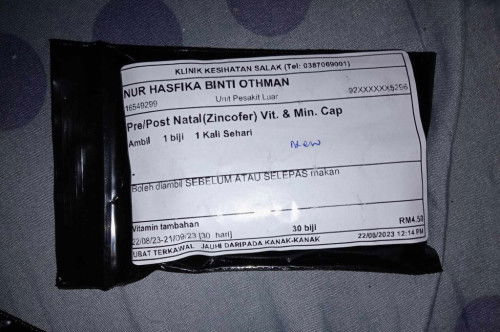 KLINIK KESIHATAN SALAK (Tel: 0387069001)
NUR HASFIKA BINTI OTHMAN
16549299 Unit Pesakit Luar 92XXXXXX5296
Pre/Post Natal(Zincofer) Vit. & Min. Cap
Ambil 1 biji 1 Kali Sehari
New
-
Boleh diambil SEBELUM ATAU SELEPAS makan
Vitamin tambahan 30 biji RM4.50
22/08/23-21/09/23 [30 hari] 22/08/2023 12:14 PM
UBAT TERKAWAL. JAUHI DARIPADA KANAK-KANAK